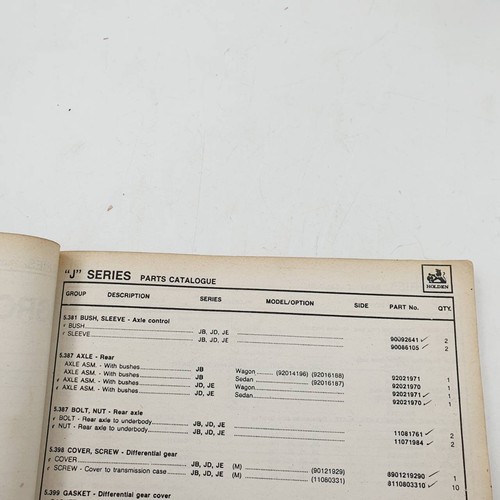 "J" SERIES PARTS CATALOGUE
HOLDEN
GROUP DESCRIPTION SERIES MODEL/OPTION SIDE PART No. QTY.
5.381 BUSH, SLEEVE - Axle control
BUSH JB, JD, JE 90092641 2
SLEEVE JB, JD, JE 90086105 2
5.387 AXLE - Rear
AXLE ASM. - With bushes JB Wagon (92014196) (92016188) 92021971 1
AXLE ASM. - With bushes JB Sedan (92016187) 92021970 1
AXLE ASM. - With bushes JD, JE Wagon 92021971 1
AXLE ASM. - With bushes JD, JE Sedan 92021970 1
5.387 BOLT, NUT - Rear axle
BOLT - Rear axle to underbody JB, JD, JE 11081761 2
NUT - Rear axle to underbody JB, JD, JE 11071984 2
5.398 COVER, SCREW - Differential gear
COVER JB, JD, JE (M) (90121929) 8901219290 1
SCREW - Cover to transmission case JB, JD, JE (M) (11080331) 8110803310 10
5.399 GASKET - Differential gear cover